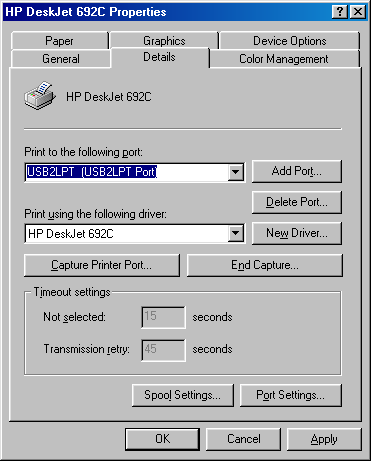 HP DeskJet 692C Properties
Paper Graphics Device Options
General Details Color Management
HP DeskJet 692C
Print to the following port:
USB2LPT (USB2LPT Port)
Add Port...
Delete Port...
Print using the following driver:
HP DeskJet 692C
New Driver...
Capture Printer Port... End Capture...
Timeout settings
Not selected: 15 seconds
Transmission retry: 45 seconds
Spool Settings... Port Settings...
OK Cancel Apply